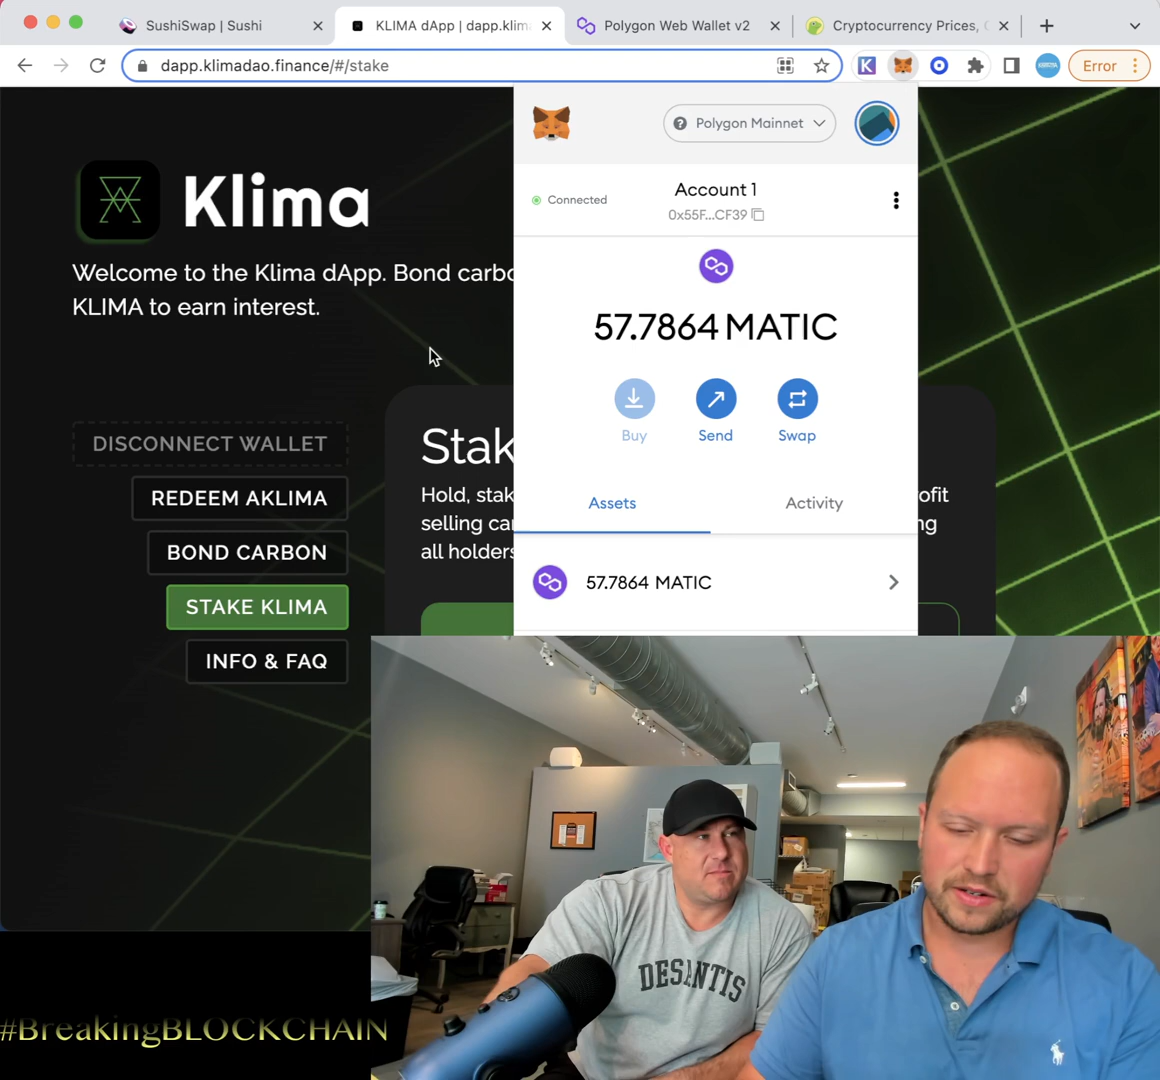 SushiSwap | Sushi
KLIMA dApp | dapp.klim
Polygon Web Wallet v2
Cryptocurrency Prices,
dapp.klimadao.finance/#/stake
K
Error
Polygon Mainnet
Connected
Account 1
0x55F...CF39
Klima
Welcome to the Klima dApp. Bond carbo
KLIMA to earn interest.
57.7864 MATIC
Buy
Send
Swap
Assets
Activity
57.7864 MATIC
DISCONNECT WALLET
REDEEM AKLIMA
BOND CARBON
STAKE KLIMA
INFO & FAQ
Stak
Hold, stak
ofit
selling ca
ng
all holders
DESANTIS
#BreakingBLOCKCHAIN